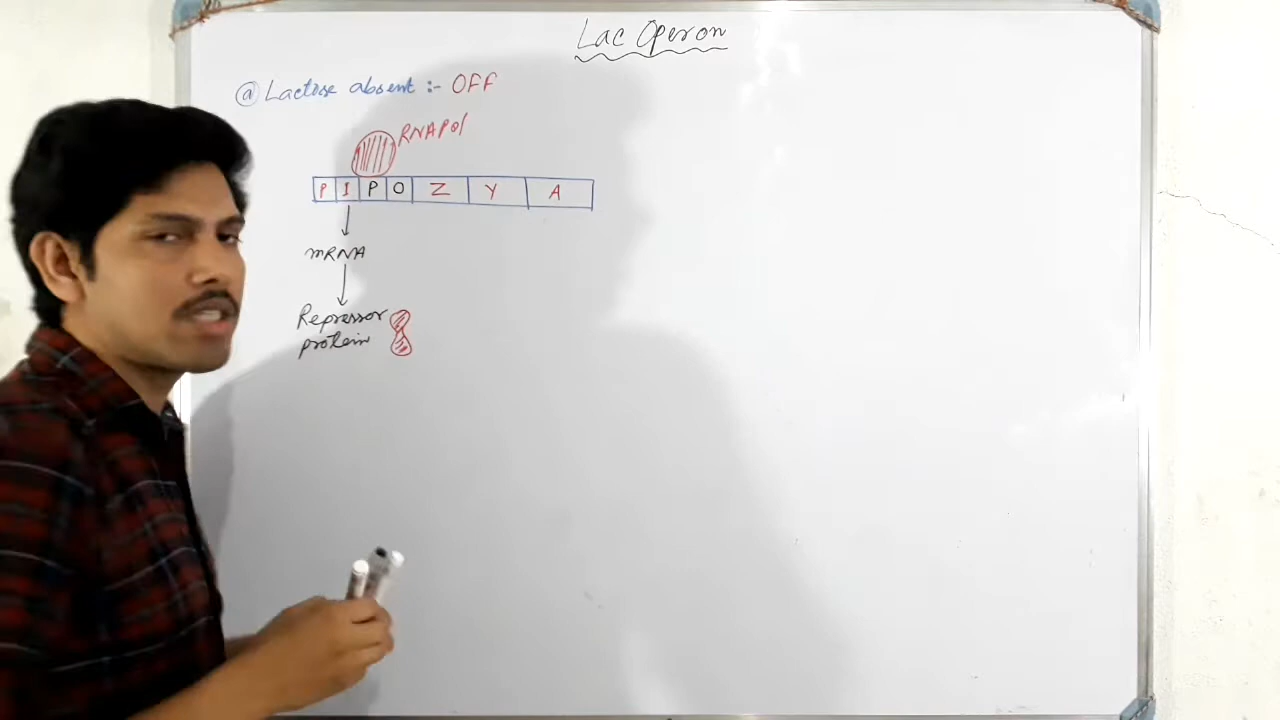 Lac Operon
ⓐ Lactose absent :- OFF
RNAPol
P I P O Z Y A
mRNA
Repressor
protein